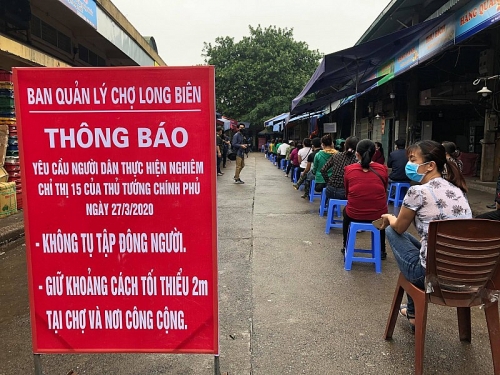 BAN QUẢN LÝ CHỢ LONG BIÊN
THÔNG BÁO
YÊU CẦU NGƯỜI DÂN THỰC HIỆN NGHIÊM
CHỈ THỊ 15 CỦA THỦ TƯỚNG CHÍNH PHỦ
NGÀY 27/3/2020
- KHÔNG TỤ TẬP ĐÔNG NGƯỜI.
- GIỮ KHOẢNG CÁCH TỐI THIỂU 2m
TẠI CHỢ VÀ NƠI CÔNG CỘNG.